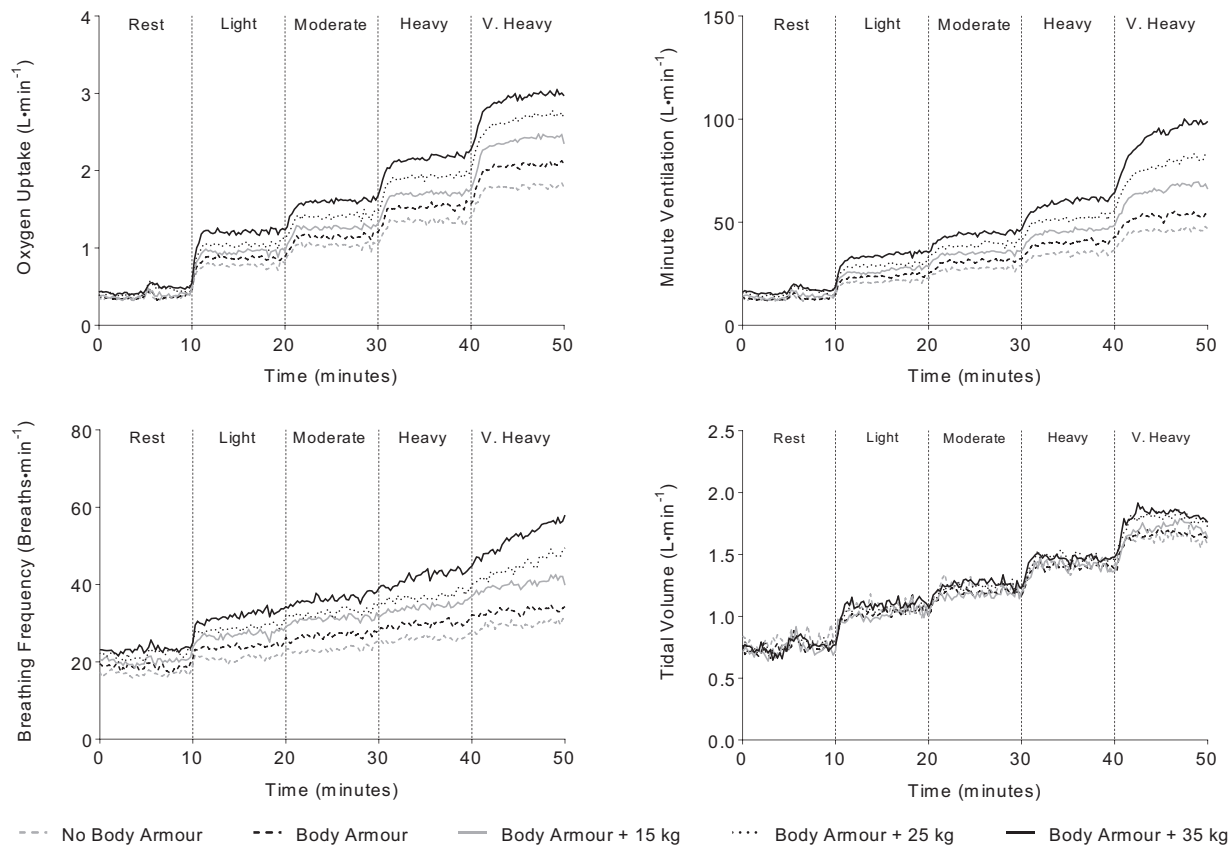 Rest Light Moderate Heavy V. Heavy
Oxygen Uptake (L•min⁻¹)
4
3
2
1
0
0 10 20 30 40 50
Time (minutes)
Rest Light Moderate Heavy V. Heavy
Minute Ventilation (L•min⁻¹)
150
100
50
0
0 10 20 30 40 50
Time (minutes)
Rest Light Moderate Heavy V. Heavy
Breathing Frequency (Breaths•min⁻¹)
80
60
40
20
0
0 10 20 30 40 50
Time (minutes)
Rest Light Moderate Heavy V. Heavy
Tidal Volume (L•min⁻¹)
2.5
2.0
1.5
1.0
0.5
0.0
0 10 20 30 40 50
Time (minutes)
No Body Armour Body Armour Body Armour + 15 kg Body Armour + 25 kg Body Armour + 35 kg